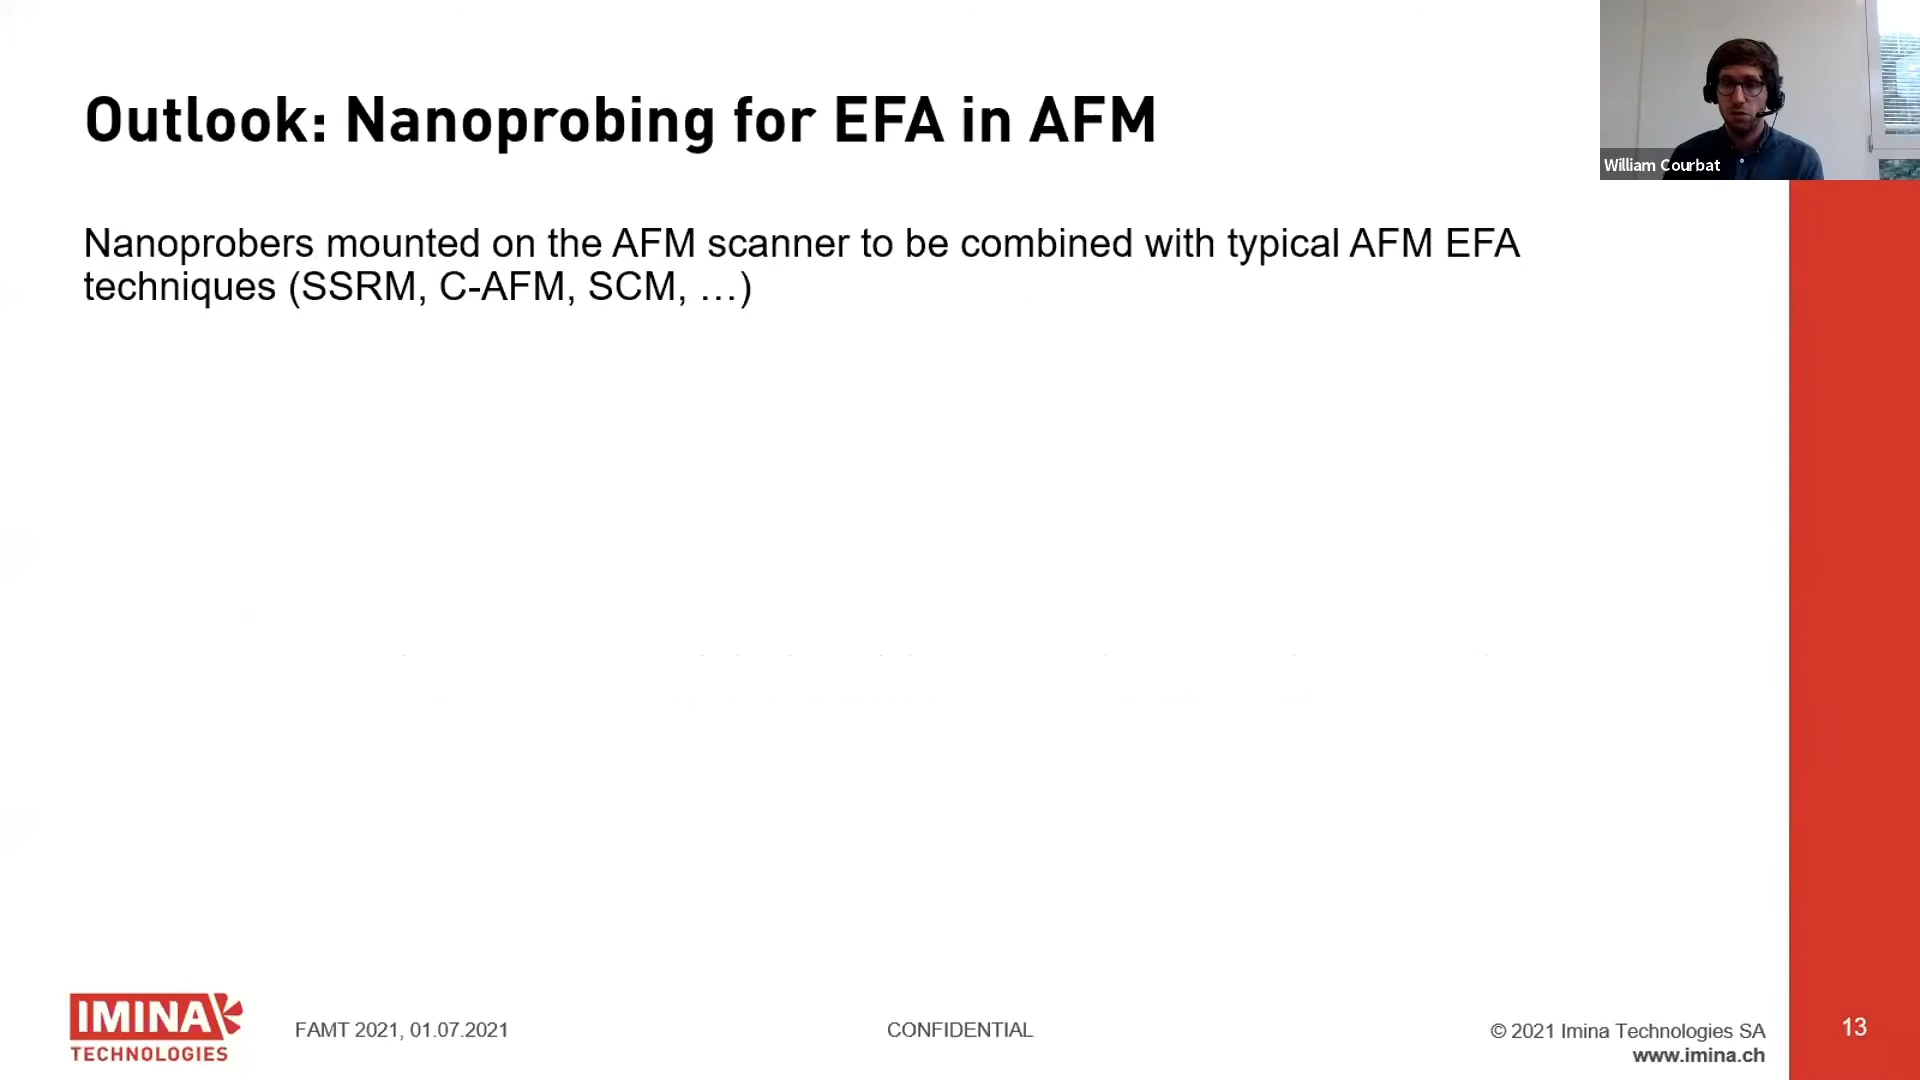 Outlook: Nanoprobing for EFA in AFM
William Courbat
Nanoprobers mounted on the AFM scanner to be combined with typical AFM EFA
techniques (SSRM, C-AFM, SCM, …)
IMINA
TECHNOLOGIES
FAMT 2021, 01.07.2021
CONFIDENTIAL
© 2021 Imina Technologies SA
www.imina.ch
13